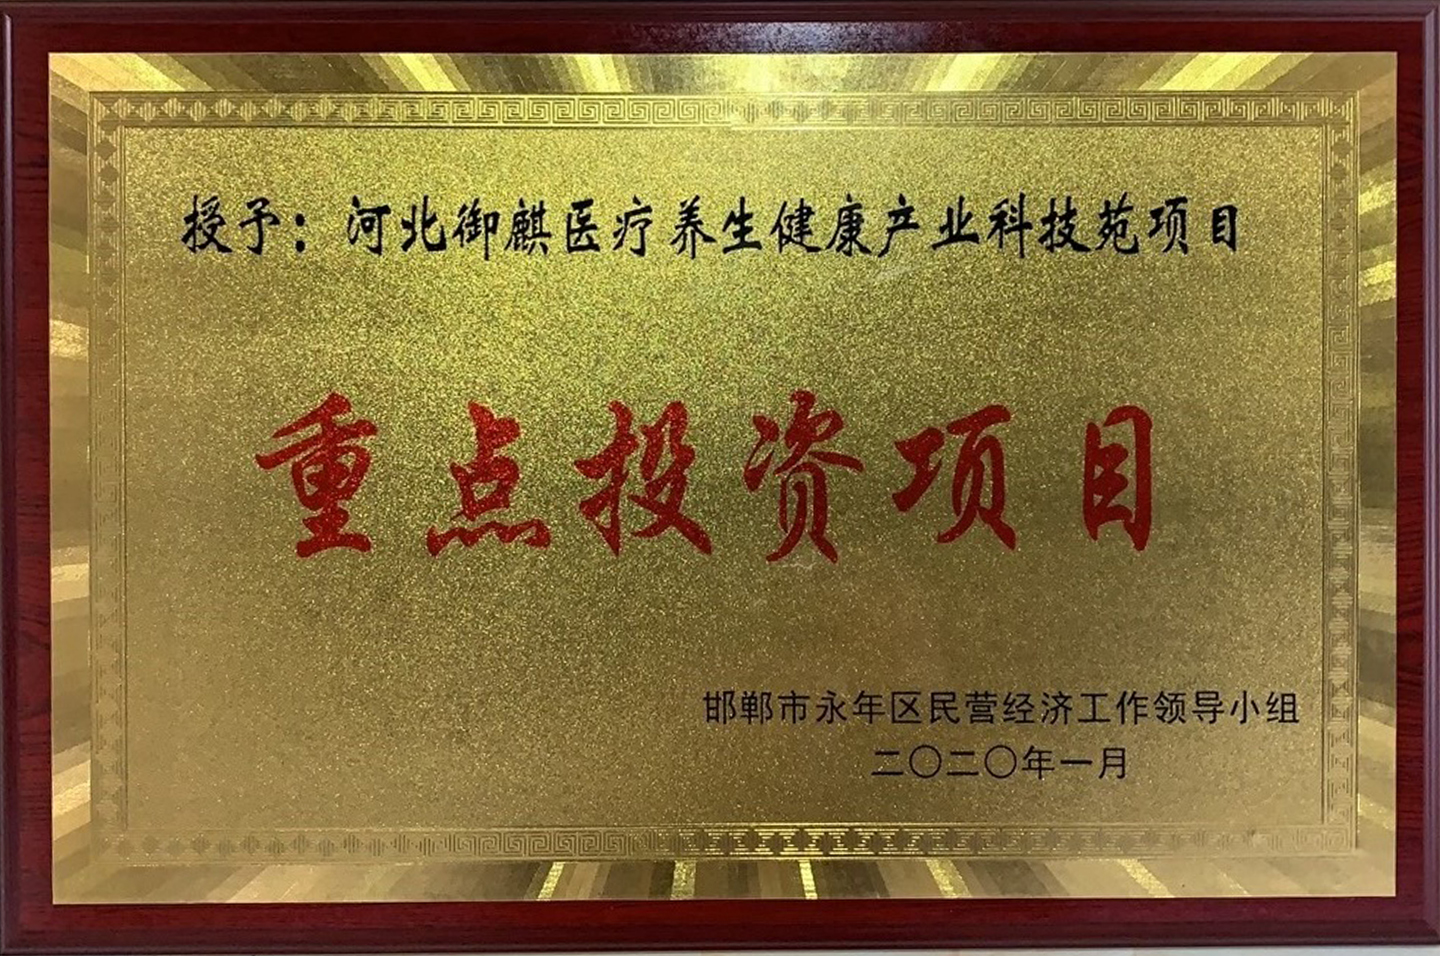 授予：河北御麒医疗养生健康产业科技苑项目
重点投资项目
邯郸市永年区民营经济工作领导小组
二〇二〇年一月